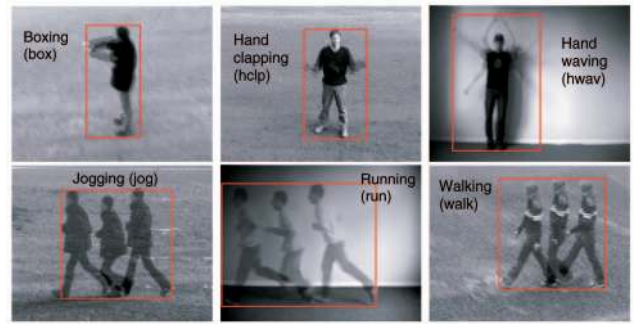 Boxing
(box)
Hand
clapping
(hclp)
Hand
waving
(hwav)
Jogging (jog)
Running
(run)
Walking
(walk)